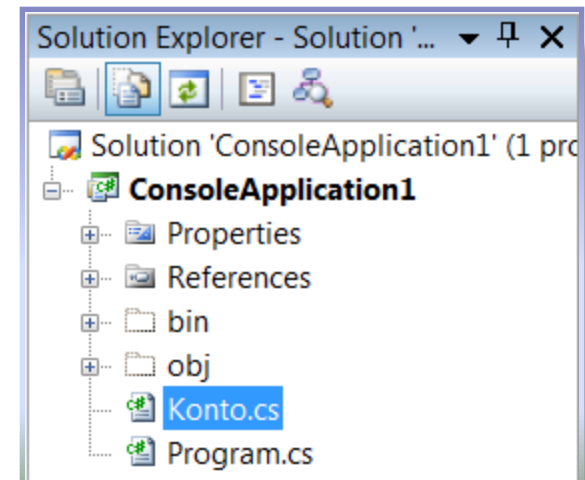 Solution Explorer - Solution '...
Solution 'ConsoleApplication1' (1 pro
ConsoleApplication1
Properties
References
bin
obj
Konto.cs
Program.cs